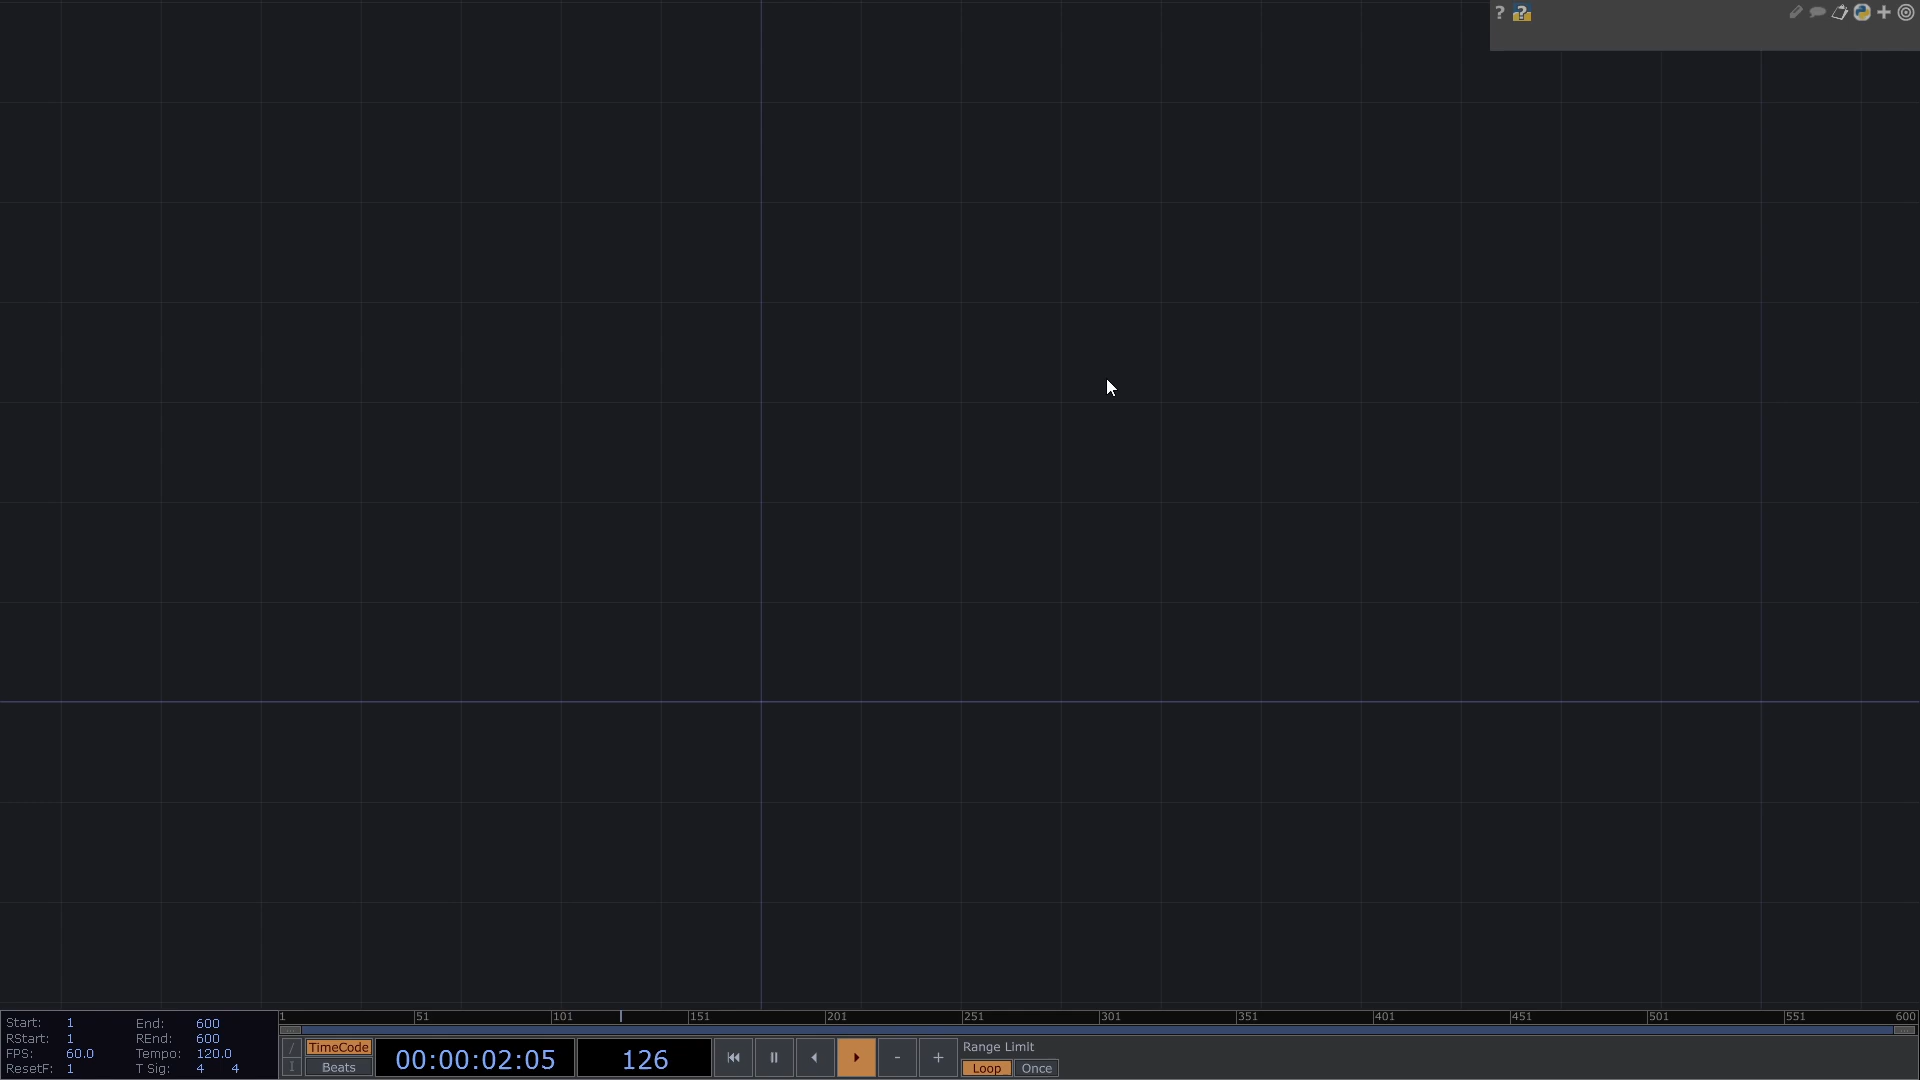 ? ?
1 51 101 151 201 251 301 351 401 451 501 551 600
Start: 1 End: 600
RStart: 1 REnd: 600
FPS: 60.0 Tempo: 120.0
ResetF: 1 T Sig: 4 4
/ TimeCode
I Beats
00:00:02:05 126 - +
Range Limit
Loop Once